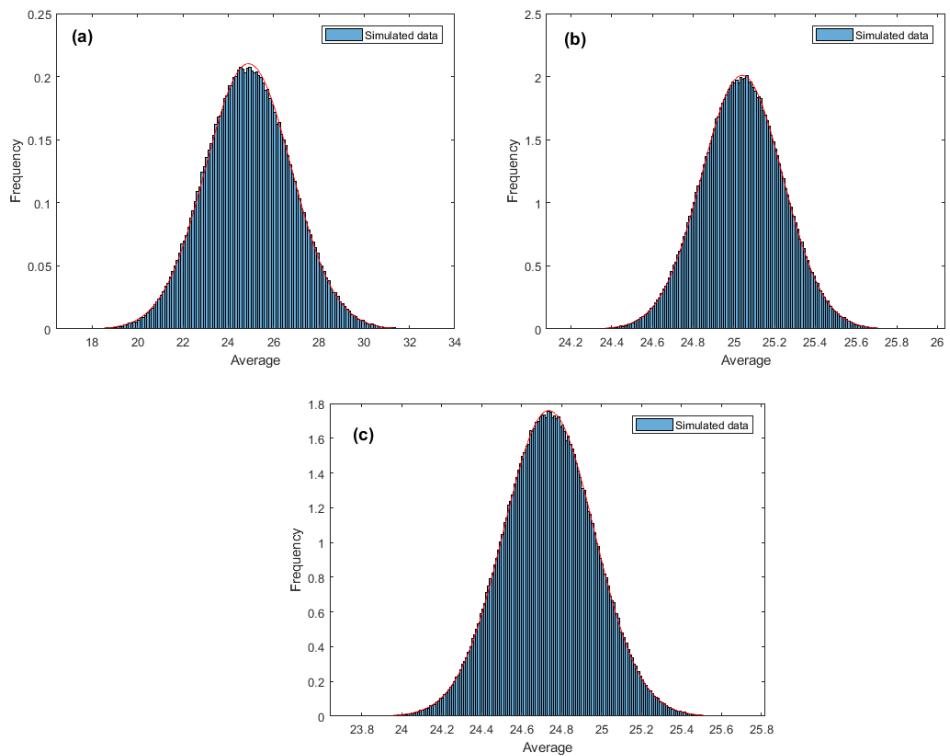 (a)
Simulated data
0.25
0.2
0.15
0.1
0.05
0
Frequency
18 20 22 24 26 28 30 32 34
Average
(b)
Simulated data
2.5
2
1.5
1
0.5
0
Frequency
24.2 24.4 24.6 24.8 25 25.2 25.4 25.6 25.8 26
Average
(c)
Simulated data
1.8
1.6
1.4
1.2
1
0.8
0.6
0.4
0.2
0
Frequency
23.8 24 24.2 24.4 24.6 24.8 25 25.2 25.4 25.6 25.8
Average